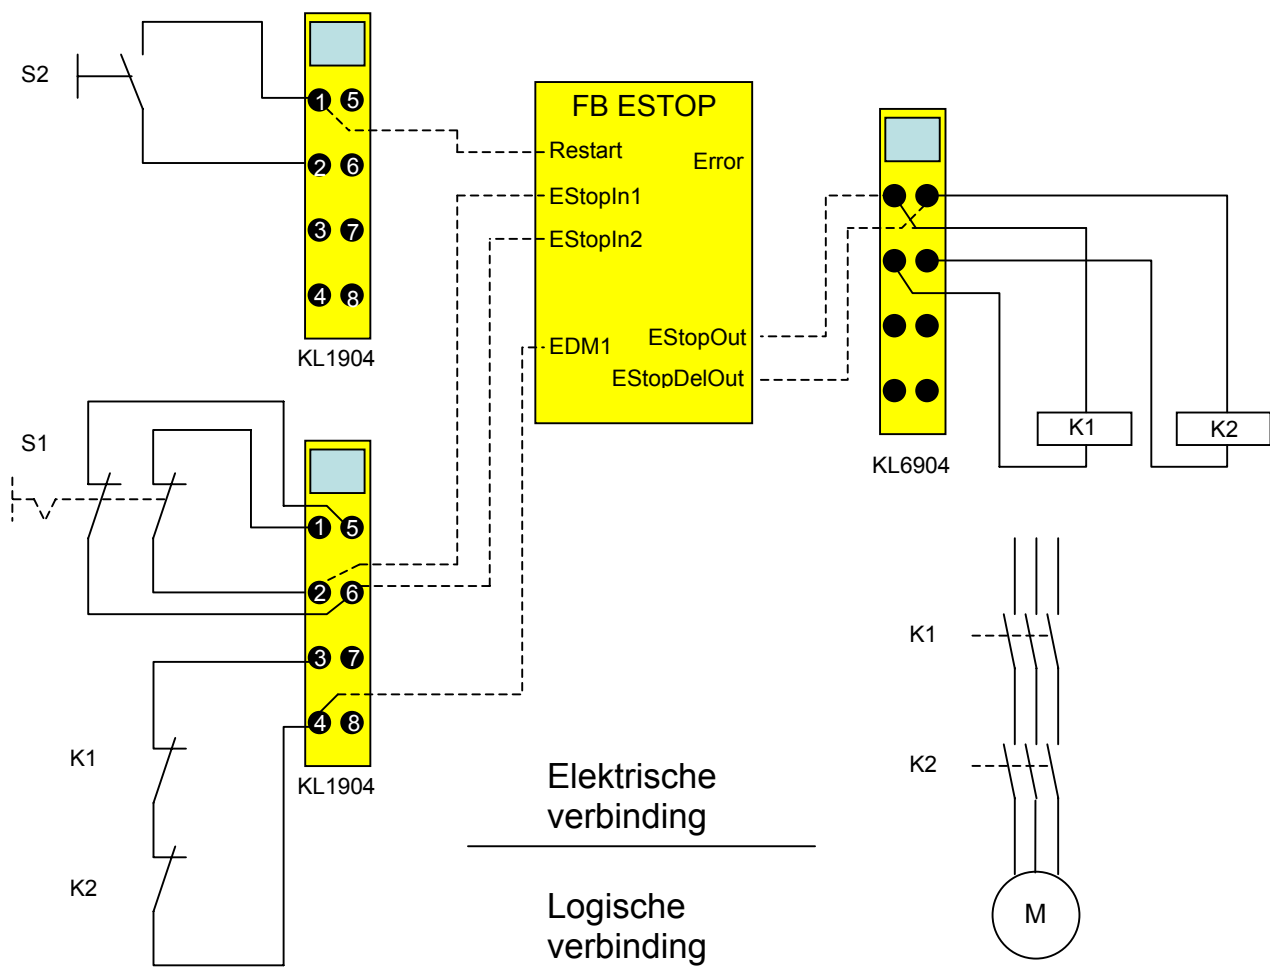 S2
1 5
2 6
3 7
4 8
KL1904
FB ESTOP
Restart
Error
EStopIn1
EStopIn2
EDM1
EStopOut
EStopDelOut
KL6904
K1
K2
S1
1 5
2 6
3 7
4 8
KL1904
K1
K2
Elektrische
verbinding
Logische
verbinding
K1
K2
M